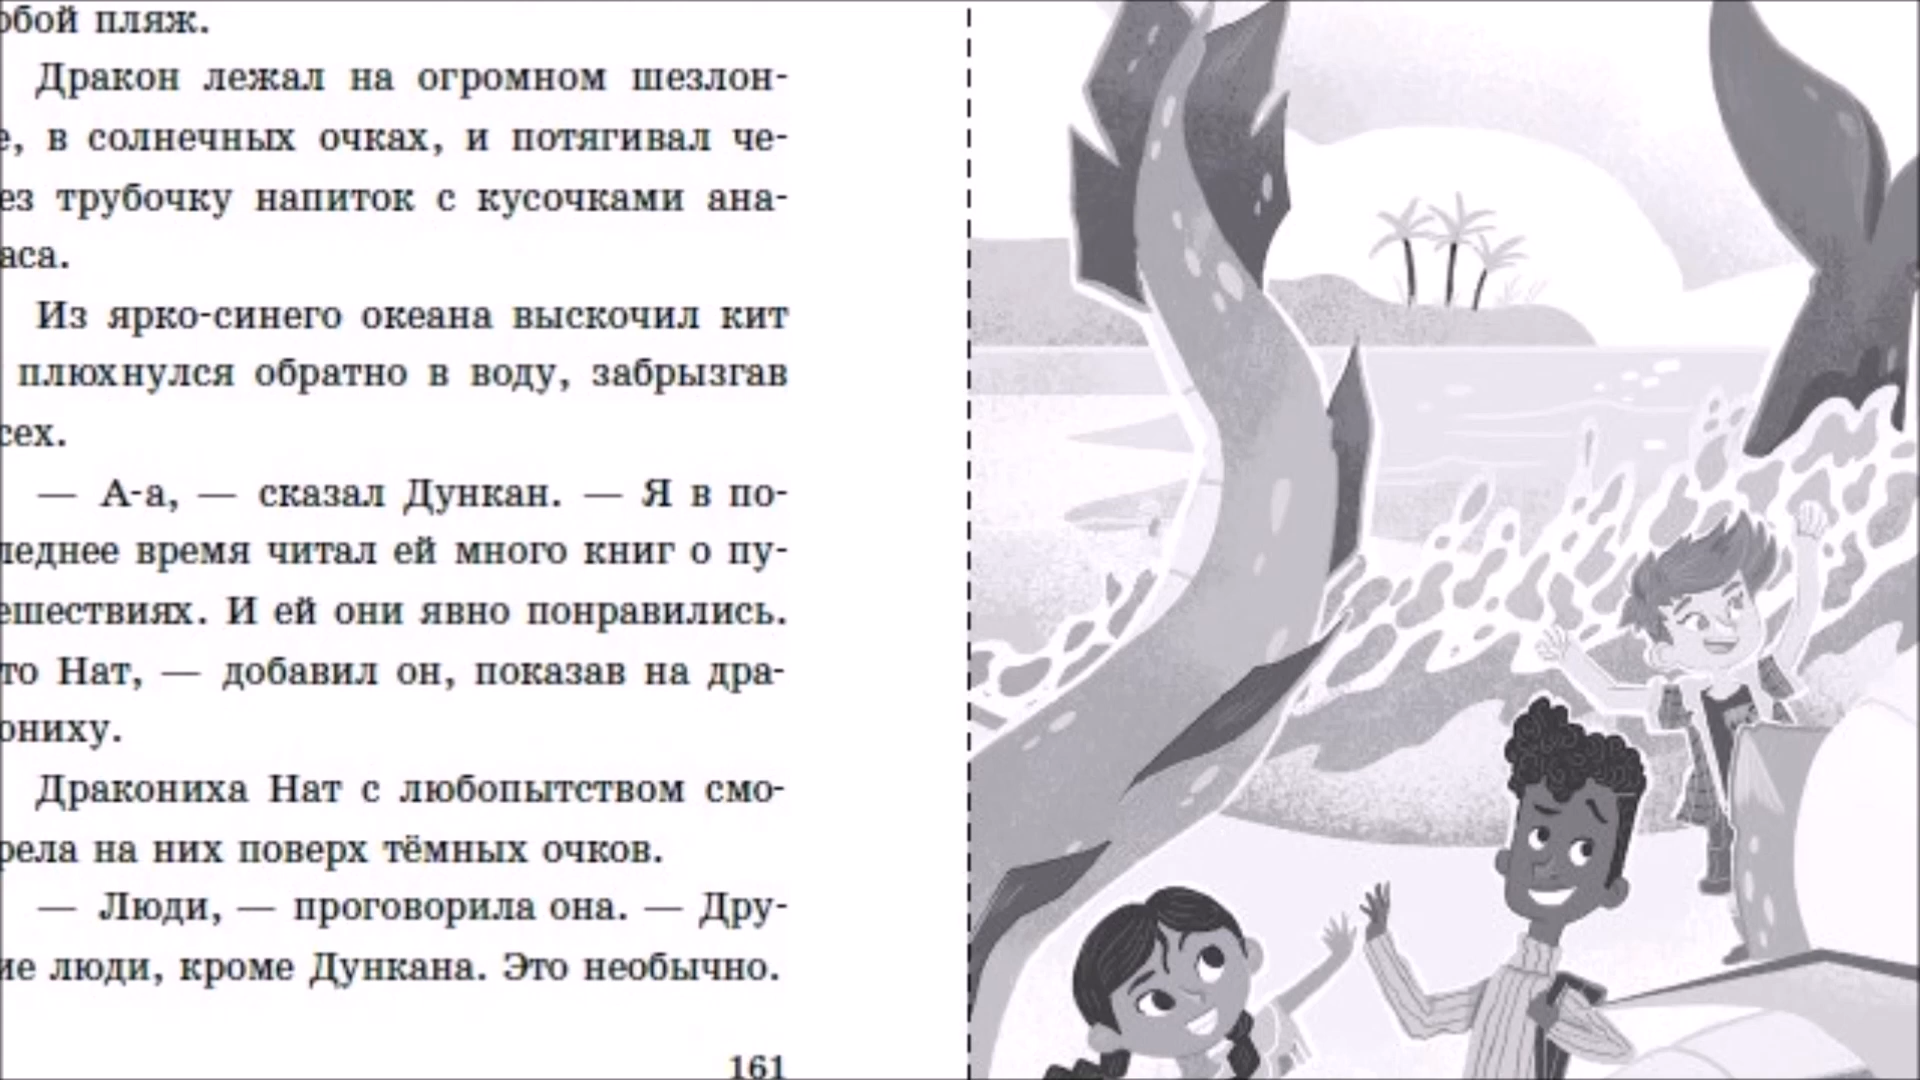 обой пляж.
Дракон лежал на огромном шезлон-
е, в солнечных очках, и потягивал че-
ез трубочку напиток с кусочками ана-
аса.
Из ярко-синего океана выскочил кит
плюхнулся обратно в воду, забрызгав
сех.
— А-а, — сказал Дункан. — Я в по-
леднее время читал ей много книг о пу-
ешествиях. И ей они явно понравились.
то Нат, — добавил он, показав на дра-
ониху.
Дракониха Нат с любопытством смо-
рела на них поверх тёмных очков.
— Люди, — проговорила она. — Дру-
ие люди, кроме Дункана. Это необычно.
161